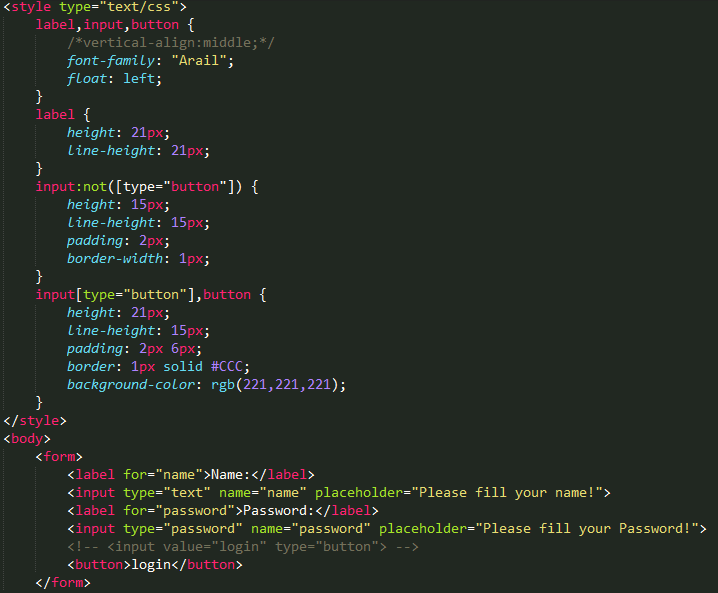 <style type="text/css">
    label,input,button {
        /*vertical-align:middle;*/
        font-family: "Arail";
        float: left;
    }
    label {
        height: 21px;
        line-height: 21px;
    }
    input:not([type="button"]) {
        height: 15px;
        line-height: 15px;
        padding: 2px;
        border-width: 1px;
    }
    input[type="button"],button {
        height: 21px;
        line-height: 15px;
        padding: 2px 6px;
        border: 1px solid #CCC;
        background-color: rgb(221,221,221);
    }
</style>
<body>
    <form>
        <label for="name">Name:</label>
        <input type="text" name="name" placeholder="Please fill your name!">
        <label for="password">Password:</label>
        <input type="password" name="password" placeholder="Please fill your Password!">
        <!-- <input value="login" type="button"> -->
        <button>login</button>
    </form>